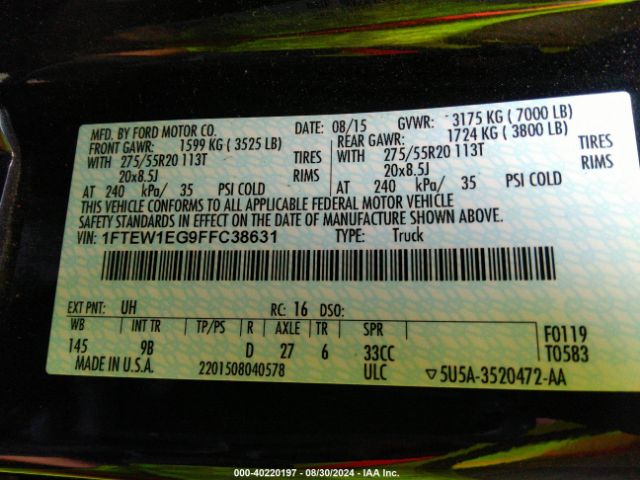 MFD. BY FORD MOTOR CO. DATE: 08/15 GVWR: 3175 KG ( 7000 LB)
FRONT GAWR: 1599 KG ( 3525 LB) REAR GAWR: 1724 KG ( 3800 LB)
WITH 275/55R20 113T TIRES WITH 275/55R20 113T TIRES
20x8.5J RIMS 20x8.5J RIMS
AT 240 kPa/ 35 PSI COLD AT 240 kPa/ 35 PSI COLD
THIS VEHICLE CONFORMS TO ALL APPLICABLE FEDERAL MOTOR VEHICLE
SAFETY STANDARDS IN EFFECT ON THE DATE OF MANUFACTURE SHOWN ABOVE.
VIN: 1FTEW1EG9FFC38631 TYPE: Truck
EXT PNT: UH RC: 16 DSO:
WB INT TR TP/PS R AXLE TR SPR F0119
145 9B D 27 6 33CC T0583
MADE IN U.S.A. 2201508040578 ULC ▽5U5A-3520472-AA
000-40220197 - 08/30/2024 - IAA Inc.